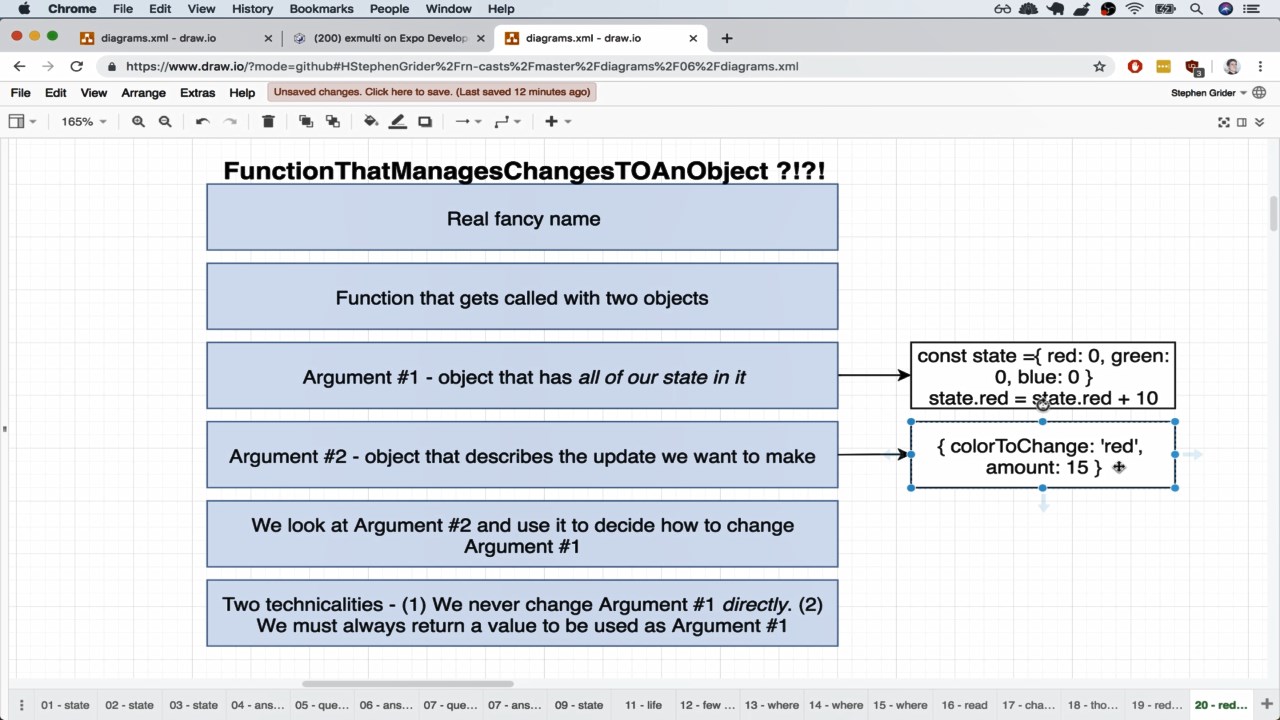 Chrome File Edit View History Bookmarks People Window Help
diagrams.xml - draw.io
(200) exmulti on Expo Develop
diagrams.xml - draw.io
https://www.draw.io/?mode=github#HStephenGrider%2Frn-casts%2Fmaster%2Fdiagrams%2F06%2Fdiagrams.xml
3
File Edit View Arrange Extras Help
Unsaved changes. Click here to save. (Last saved 12 minutes ago)
Stephen Grider
165%
FunctionThatManagesChangesTOAnObject ?!?!
Real fancy name
Function that gets called with two objects
Argument #1 - object that has all of our state in it
const state ={ red: 0, green:
0, blue: 0 }
state.red = state.red + 10
Argument #2 - object that describes the update we want to make
{ colorToChange: 'red',
amount: 15 }
We look at Argument #2 and use it to decide how to change
Argument #1
Two technicalities - (1) We never change Argument #1 directly. (2)
We must always return a value to be used as Argument #1
01 - state 02 - state 03 - state 04 - ans... 05 - que... 06 - ans... 07 - que... 07 - ans... 09 - state 11 - life 12 - few ... 13 - where 14 - where 15 - where 16 - read 17 - cha... 18 - tho... 19 - red... 20 - red...